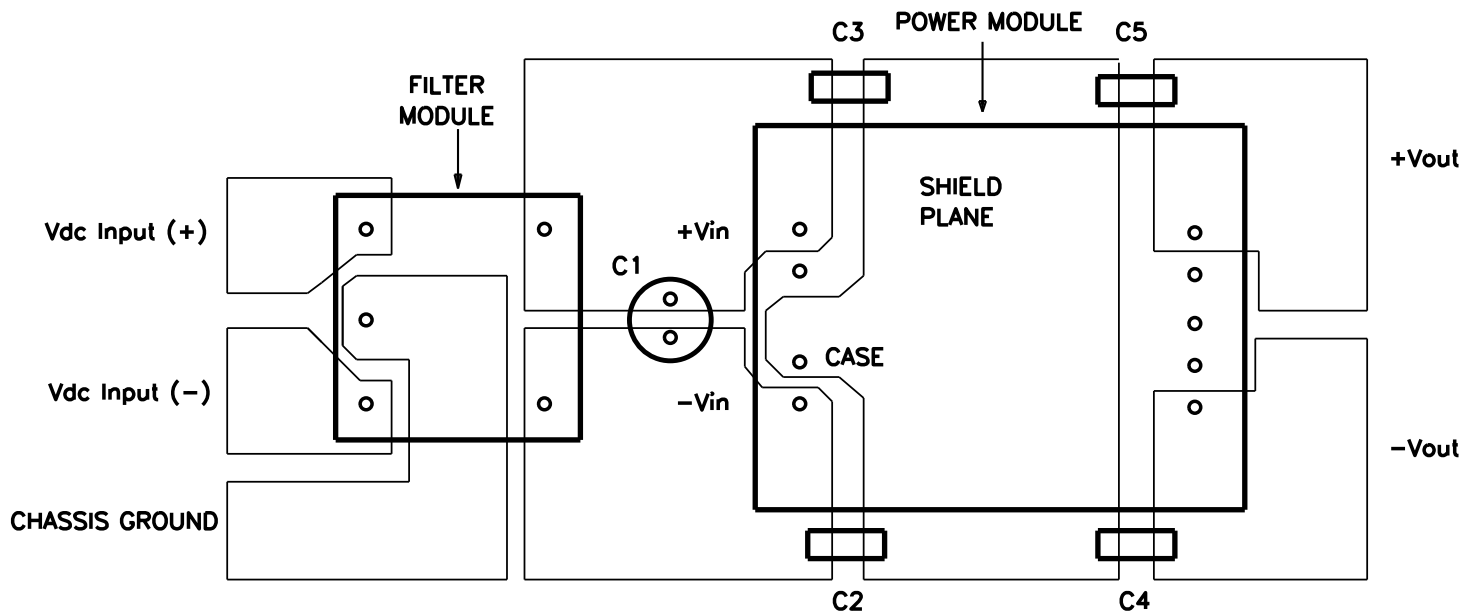 C3
POWER MODULE
C5
FILTER
MODULE
+Vout
SHIELD
PLANE
Vdc Input (+)
+Vin
C1
CASE
Vdc Input (−)
−Vin
−Vout
CHASSIS GROUND
C2
C4